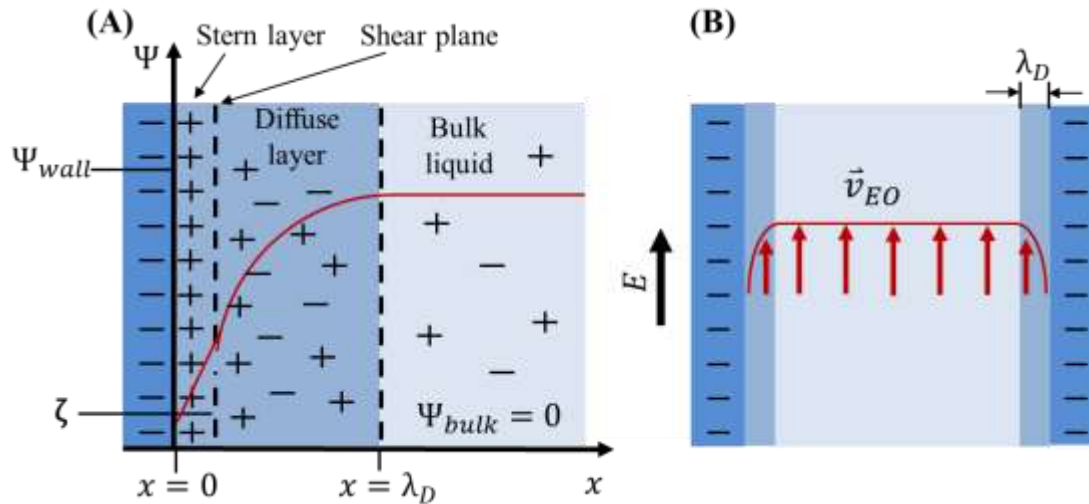 (A)
Ψ
Stern layer
Shear plane
Diffuse
layer
Bulk
liquid
Ψ_wall
ζ
Ψ_bulk = 0
x = 0
x = λ_D
x
(B)
λ_D
v⃗_EO
E